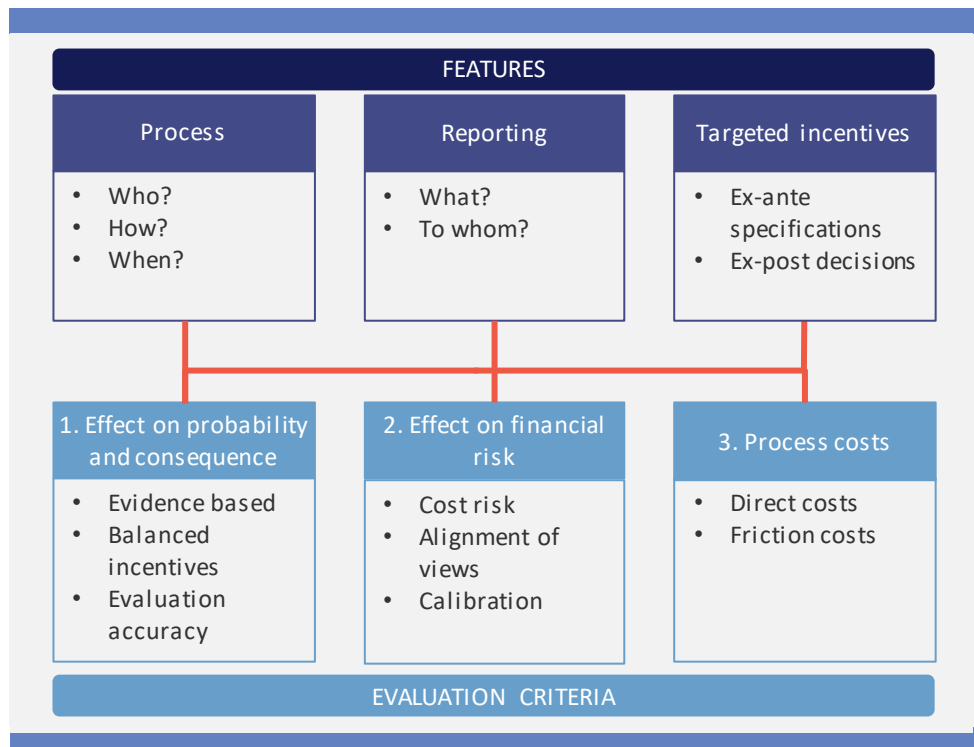 FEATURES
Process
• Who?
• How?
• When?
Reporting
• What?
• To whom?
Targeted incentives
• Ex-ante
specifications
• Ex-post decisions
1. Effect on probability
and consequence
• Evidence based
• Balanced
incentives
• Evaluation
accuracy
2. Effect on financial
risk
• Cost risk
• Alignment of
views
• Calibration
3. Process costs
• Direct costs
• Friction costs
EVALUATION CRITERIA